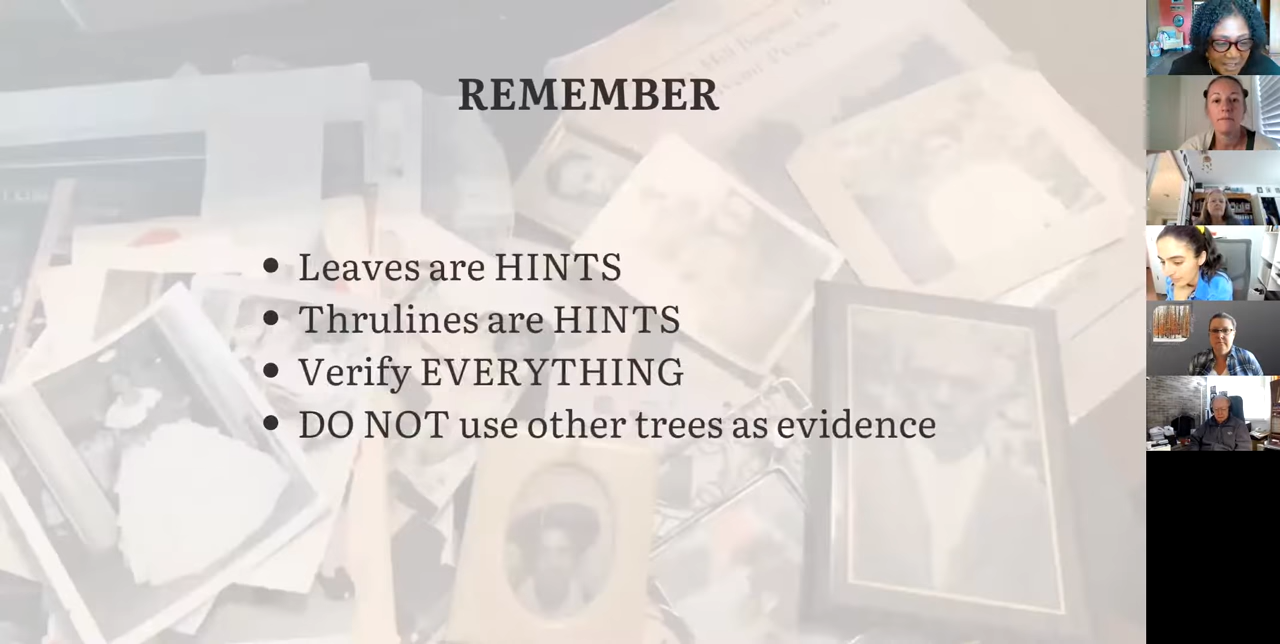 REMEMBER
Leaves are HINTS
Thrulines are HINTS
Verify EVERYTHING
DO NOT use other trees as evidence